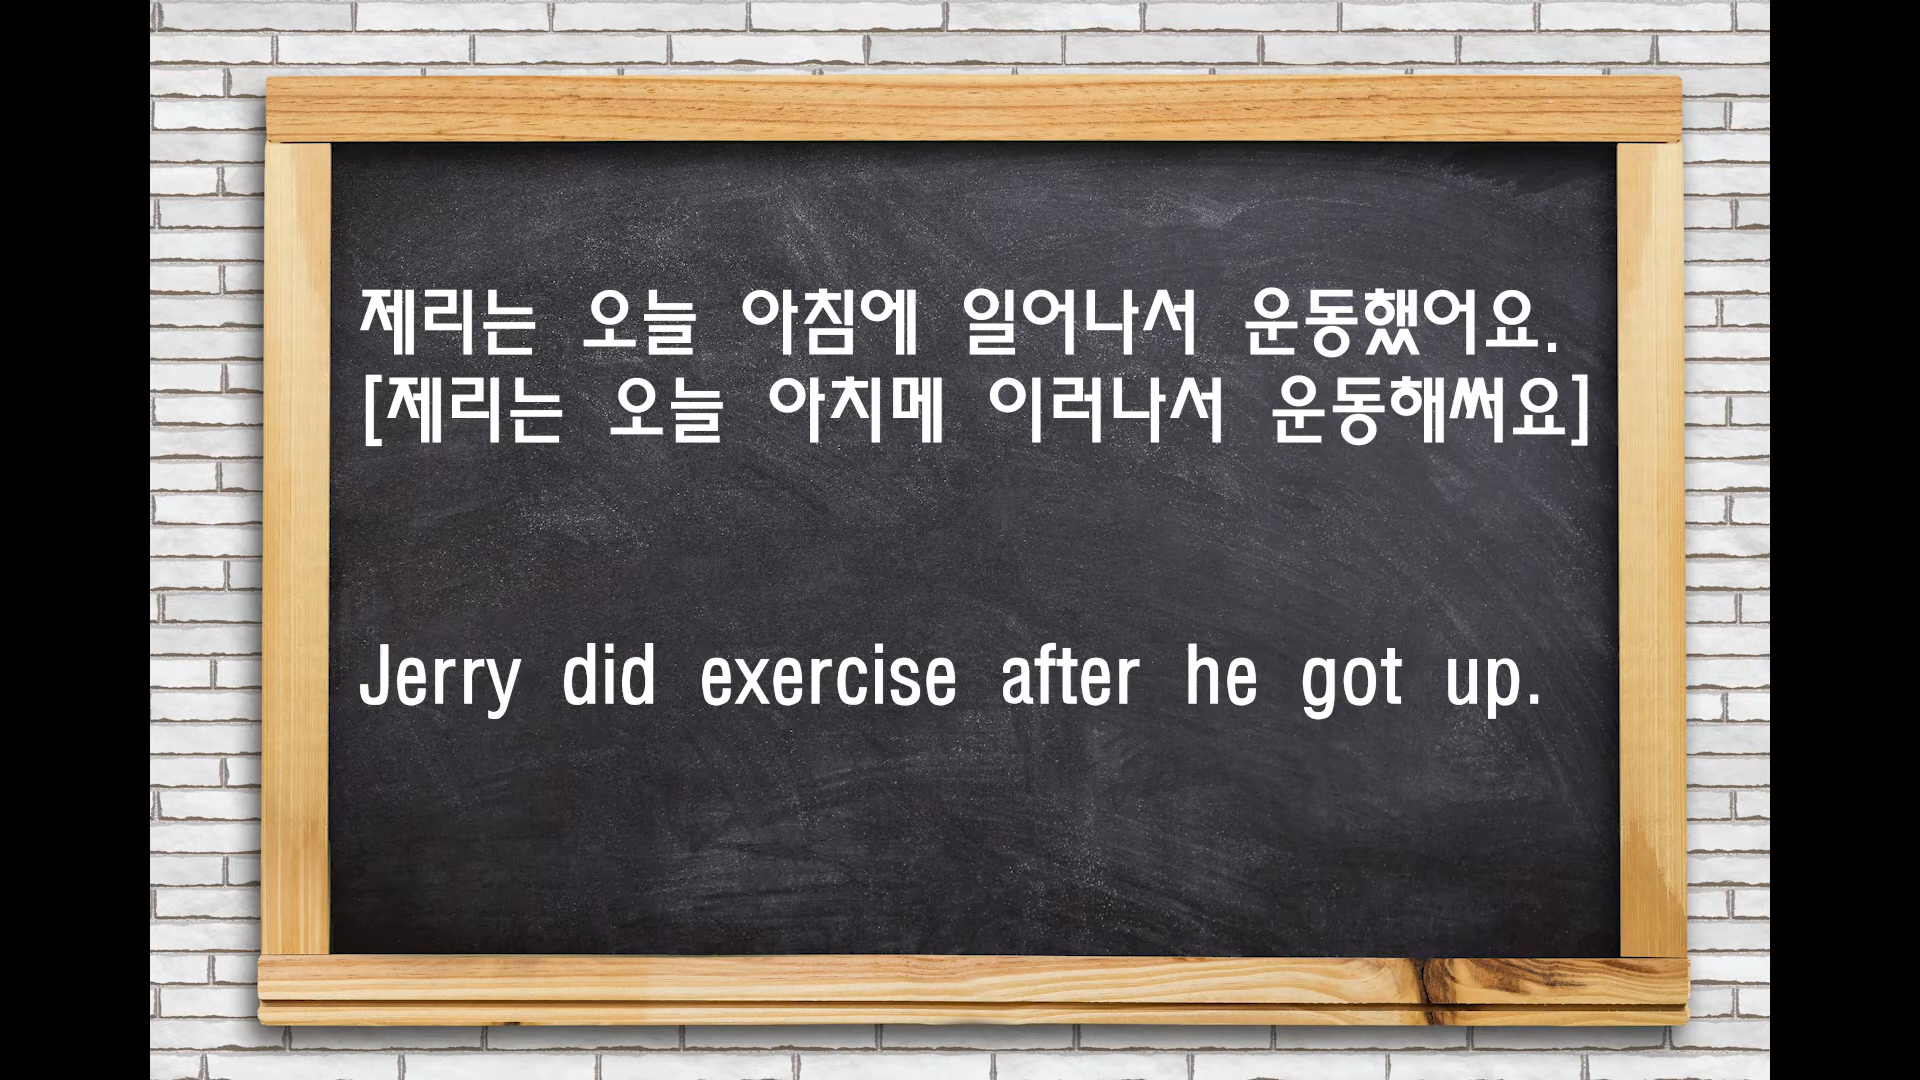 제리는 오늘 아침에 일어나서 운동했어요.
[제리는 오늘 아치메 이러나서 운동해써요]
Jerry did exercise after he got up.